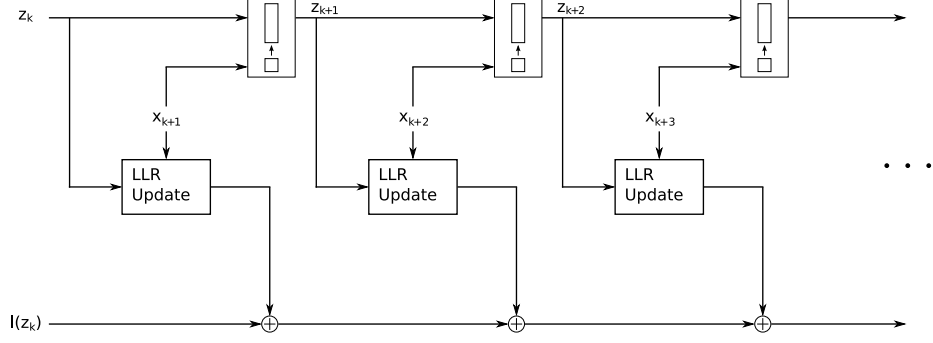 z_k z_{k+1} z_{k+2}
x_{k+1} x_{k+2} x_{k+3}
LLR
Update
LLR
Update
LLR
Update
. . .
l(z_k)